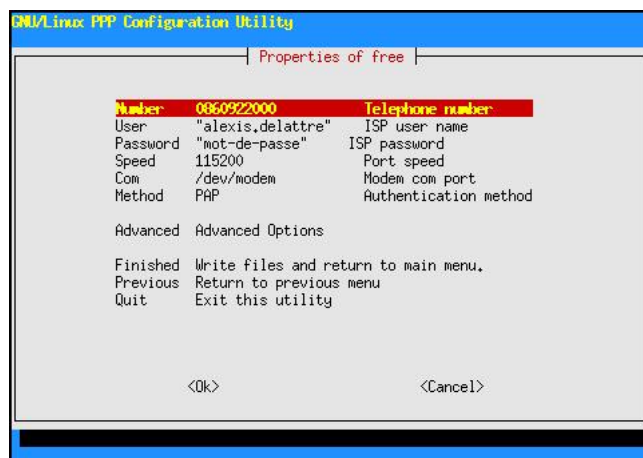 GNU/Linux PPP Configuration Utility
Properties of free
Number 0860922000 Telephone number
User "alexis.delattre" ISP user name
Password "mot-de-passe" ISP password
Speed 115200 Port speed
Com /dev/modem Modem com port
Method PAP Authentication method
Advanced Advanced Options
Finished Write files and return to main menu.
Previous Return to previous menu
Quit Exit this utility
<Ok> <Cancel>